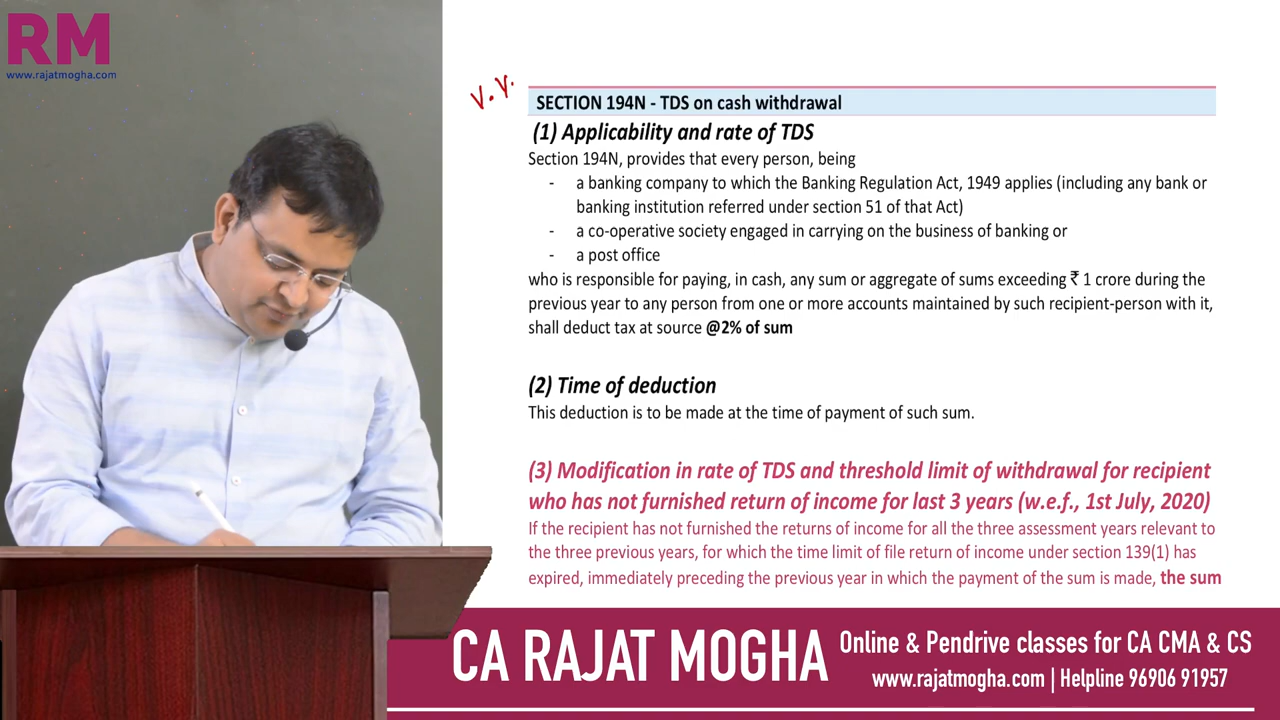 RM
www.rajatmogha.com
V.V.
SECTION 194N - TDS on cash withdrawal
(1) Applicability and rate of TDS
Section 194N, provides that every person, being
- a banking company to which the Banking Regulation Act, 1949 applies (including any bank or
banking institution referred under section 51 of that Act)
- a co-operative society engaged in carrying on the business of banking or
- a post office
who is responsible for paying, in cash, any sum or aggregate of sums exceeding ₹ 1 crore during the
previous year to any person from one or more accounts maintained by such recipient-person with it,
shall deduct tax at source @2% of sum
(2) Time of deduction
This deduction is to be made at the time of payment of such sum.
(3) Modification in rate of TDS and threshold limit of withdrawal for recipient
who has not furnished return of income for last 3 years (w.e.f., 1st July, 2020)
If the recipient has not furnished the returns of income for all the three assessment years relevant to
the three previous years, for which the time limit of file return of income under section 139(1) has
expired, immediately preceding the previous year in which the payment of the sum is made, the sum
CA RAJAT MOGHA
Online & Pendrive classes for CA CMA & CS
www.rajatmogha.com | Helpline 96906 91957